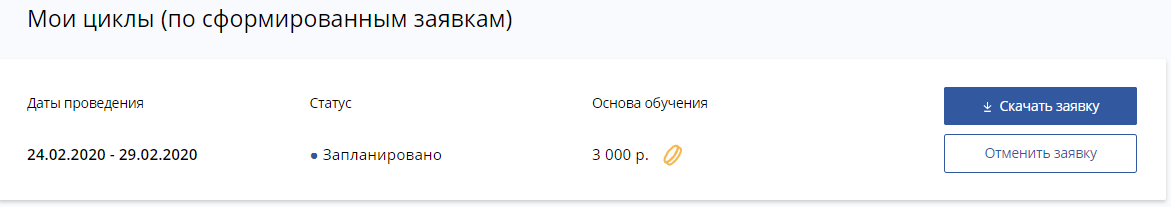 Мои циклы (по сформированным заявкам)
Даты проведения Статус Основа обучения
Скачать заявку
24.02.2020 - 29.02.2020 Запланировано 3 000 р.
Отменить заявку